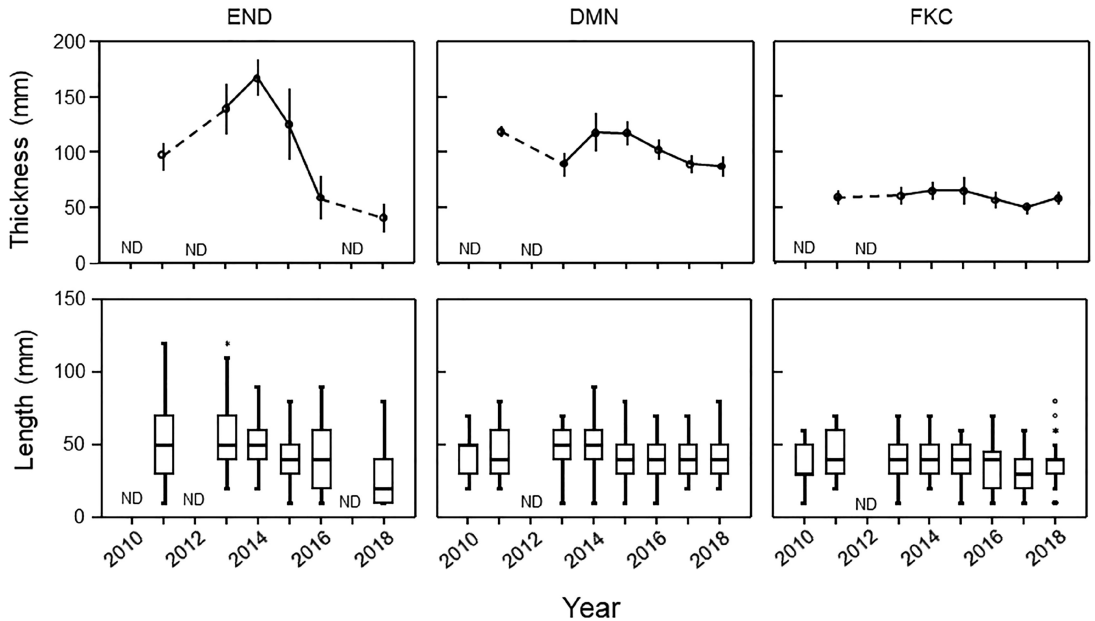 END DMN FKC
Thickness (mm)
200
150
100
50
0
ND ND ND
ND ND
ND ND
Length (mm)
150
100
50
0
ND ND ND
ND
ND
2010 2012 2014 2016 2018
2010 2012 2014 2016 2018
2010 2012 2014 2016 2018
Year